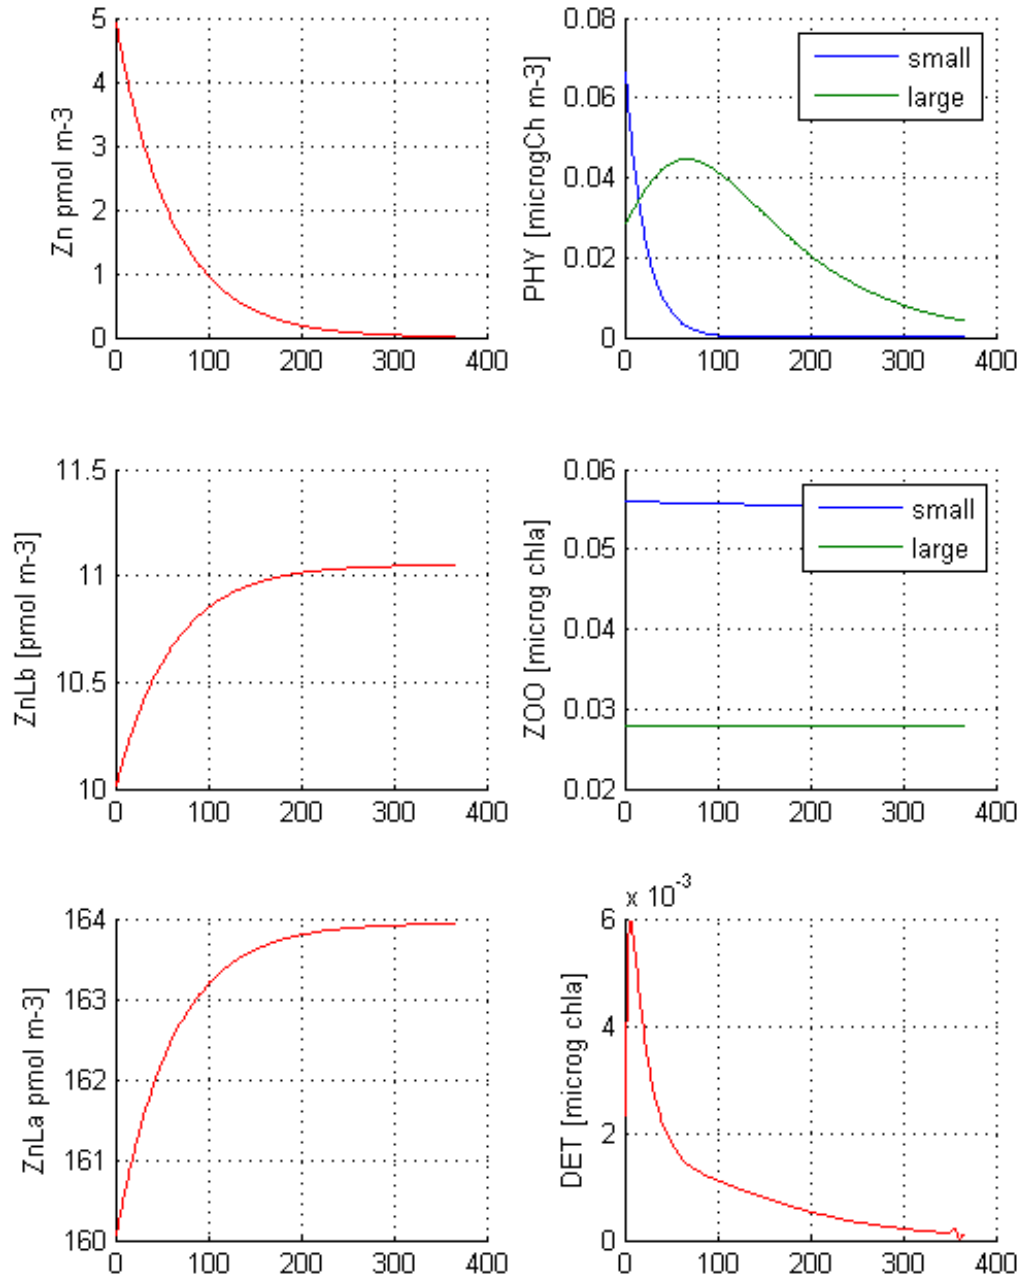 5
4
3
2
1
0
0 100 200 300 400
Zn pmol m-3
0.08
0.06
0.04
0.02
0
0 100 200 300 400
PHY [microgCh m-3]
small
large
11.5
11
10.5
10
0 100 200 300 400
ZnLb [pmol m-3]
0.06
0.05
0.04
0.03
0.02
0 100 200 300 400
ZOO [microg chla]
small
large
164
163
162
161
160
0 100 200 300 400
ZnLa pmol m-3]
x 10-3
6
4
2
0
0 100 200 300 400
DET [microg chla]